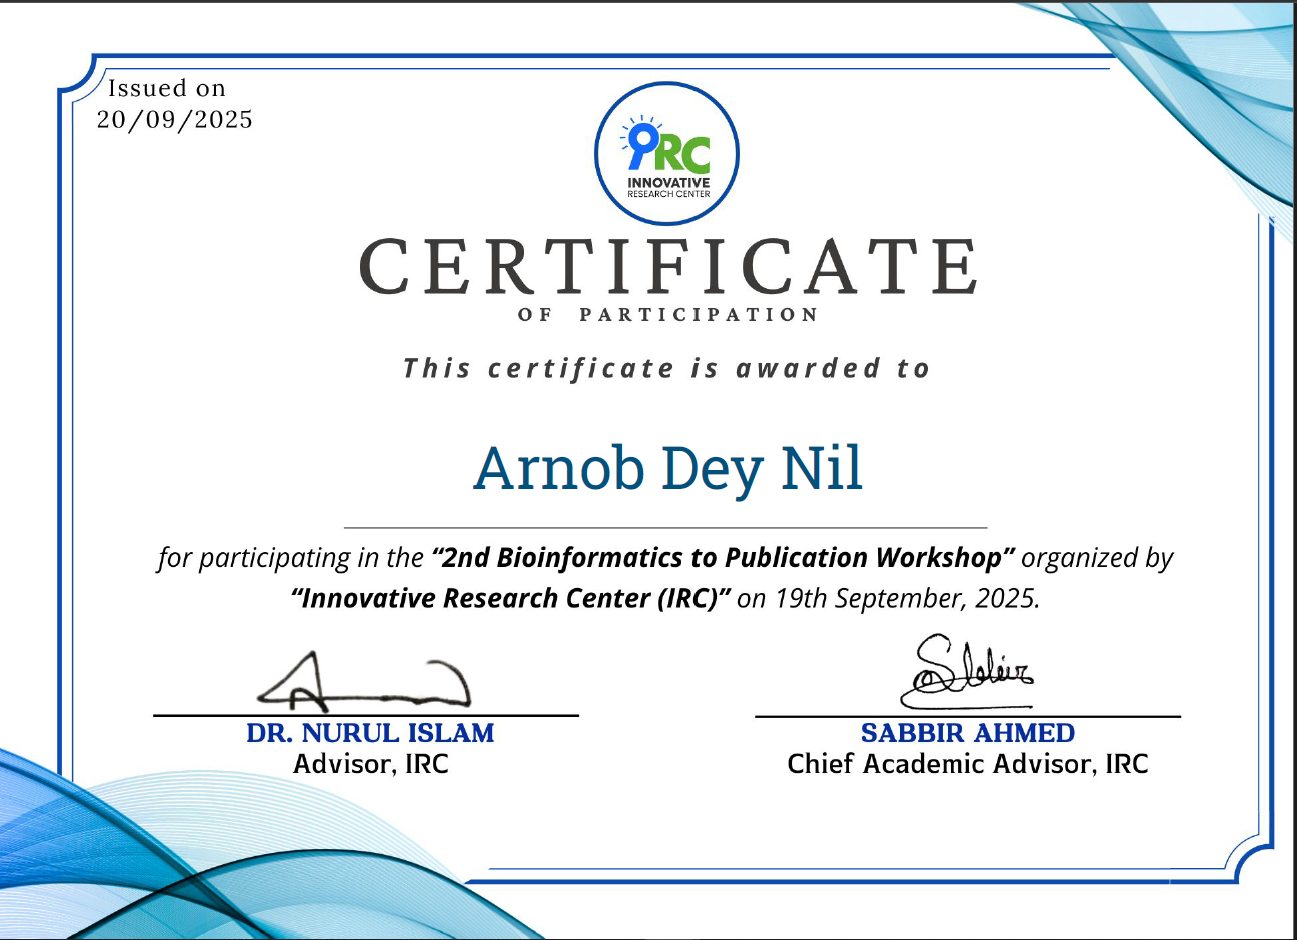 Issued on
20/09/2025
IRC
INNOVATIVE
RESEARCH CENTER
CERTIFICATE
OF PARTICIPATION
This certificate is awarded to
Arnob Dey Nil
for participating in the “2nd Bioinformatics to Publication Workshop” organized by
“Innovative Research Center (IRC)” on 19th September, 2025.
DR. NURUL ISLAM
Advisor, IRC
SABBIR AHMED
Chief Academic Advisor, IRC